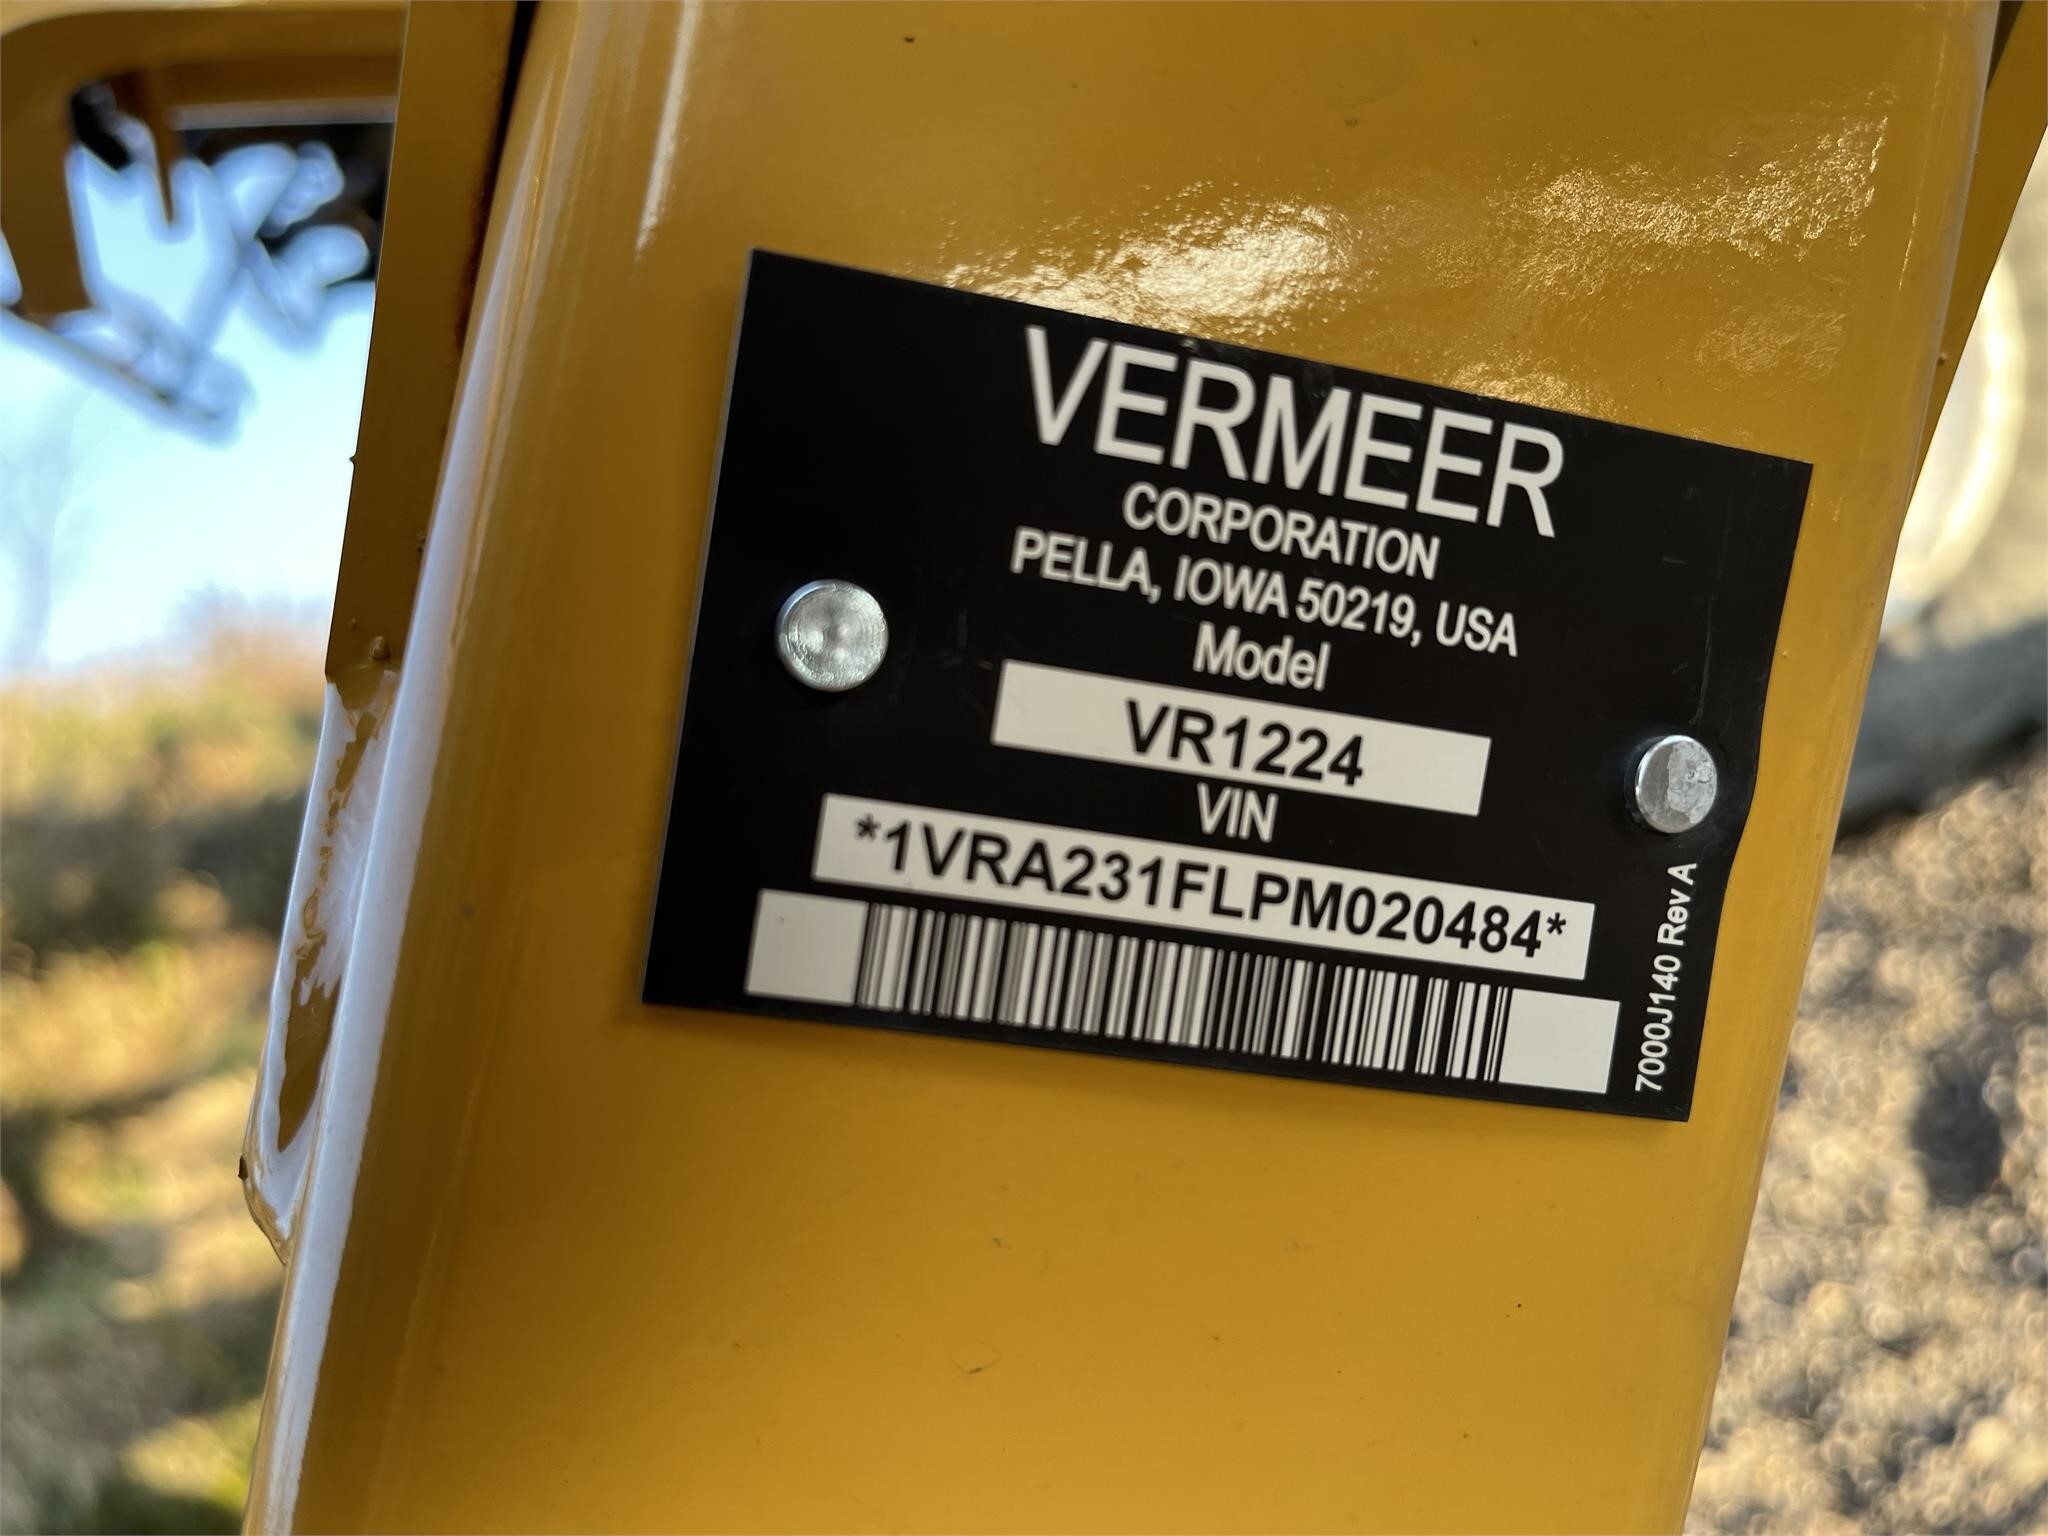 VERMEER
CORPORATION
PELLA, IOWA 50219, USA
Model
VR1224
VIN
*1VRA231FLPM020484*
7000J140 Rev A